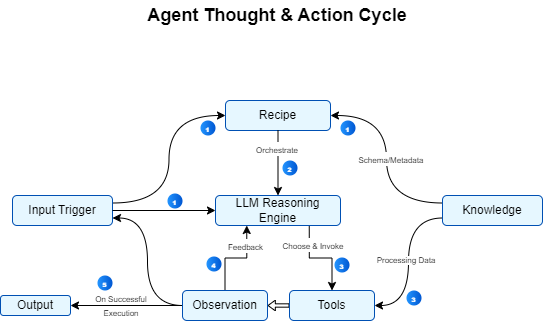 Agent Thought & Action Cycle
Recipe
1
1
Orchestrate
Schema/Metadata
2
1
Input Trigger
LLM Reasoning
Engine
Knowledge
Feedback
Choose & Invoke
4
3
Processing Data
5
3
On Successful
Execution
Output
Observation
Tools